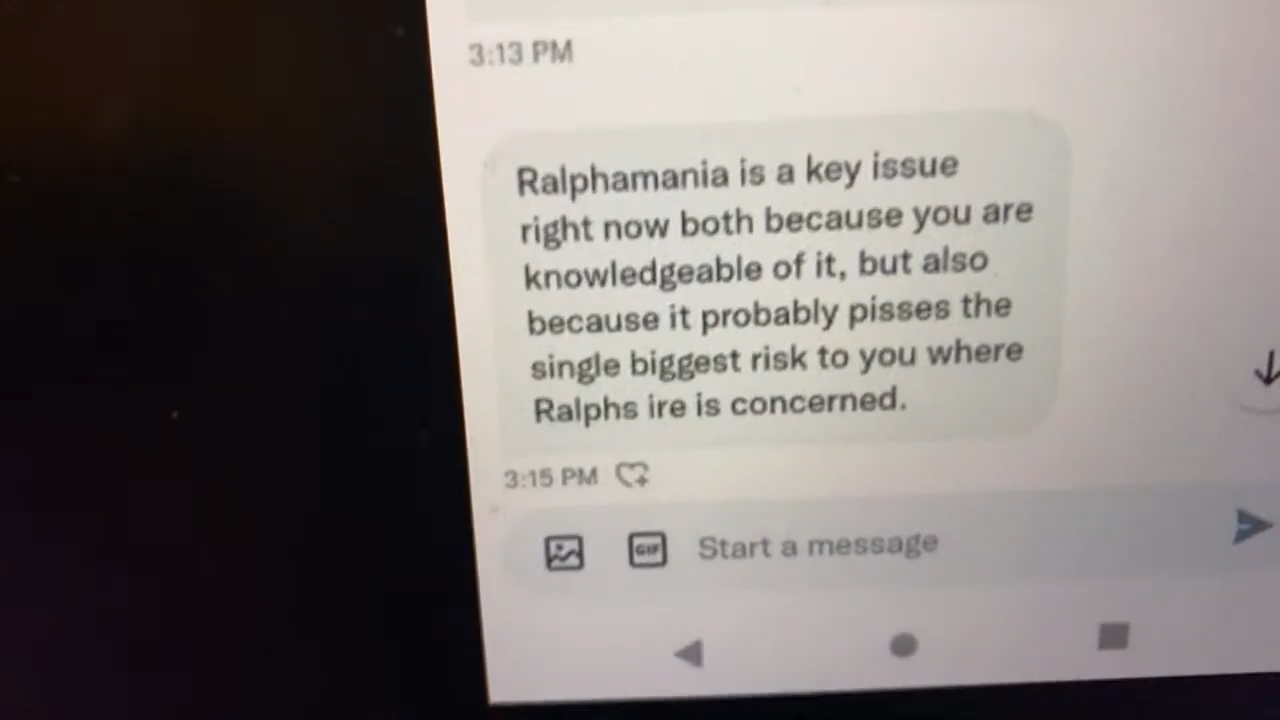 3:13 PM
Ralphamania is a key issue
right now both because you are
knowledgeable of it, but also
because it probably pisses the
single biggest risk to you where
Ralphs ire is concerned.
3:15 PM
GIF Start a message